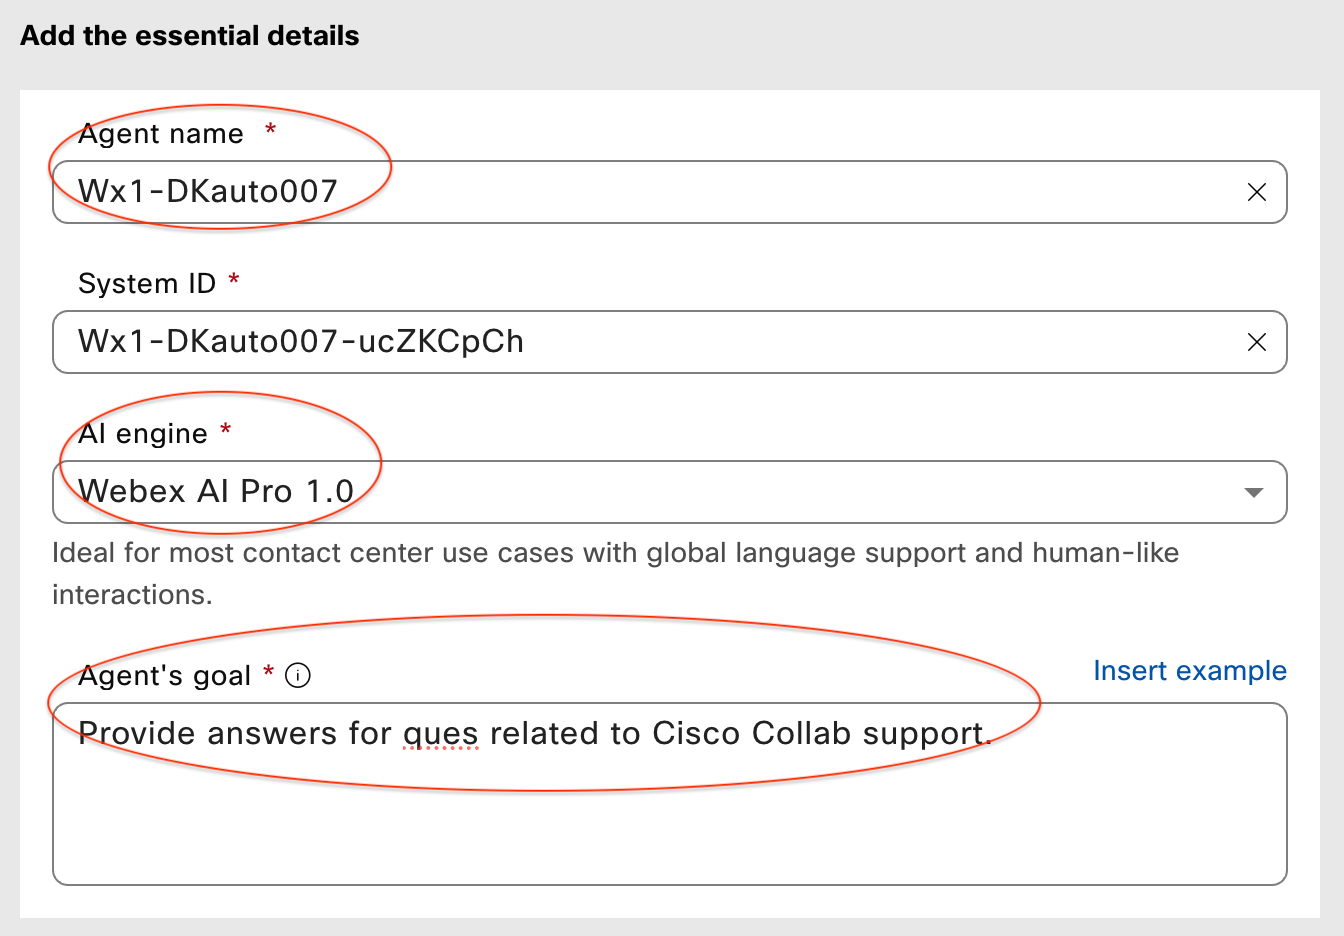 Add the essential details
Agent name *
Wx1-DKauto007
System ID *
Wx1-DKauto007-ucZKCpCh
AI engine *
Webex AI Pro 1.0
Ideal for most contact center use cases with global language support and human-like
interactions.
Agent's goal * i
Insert example
Provide answers for ques related to Cisco Collab support.